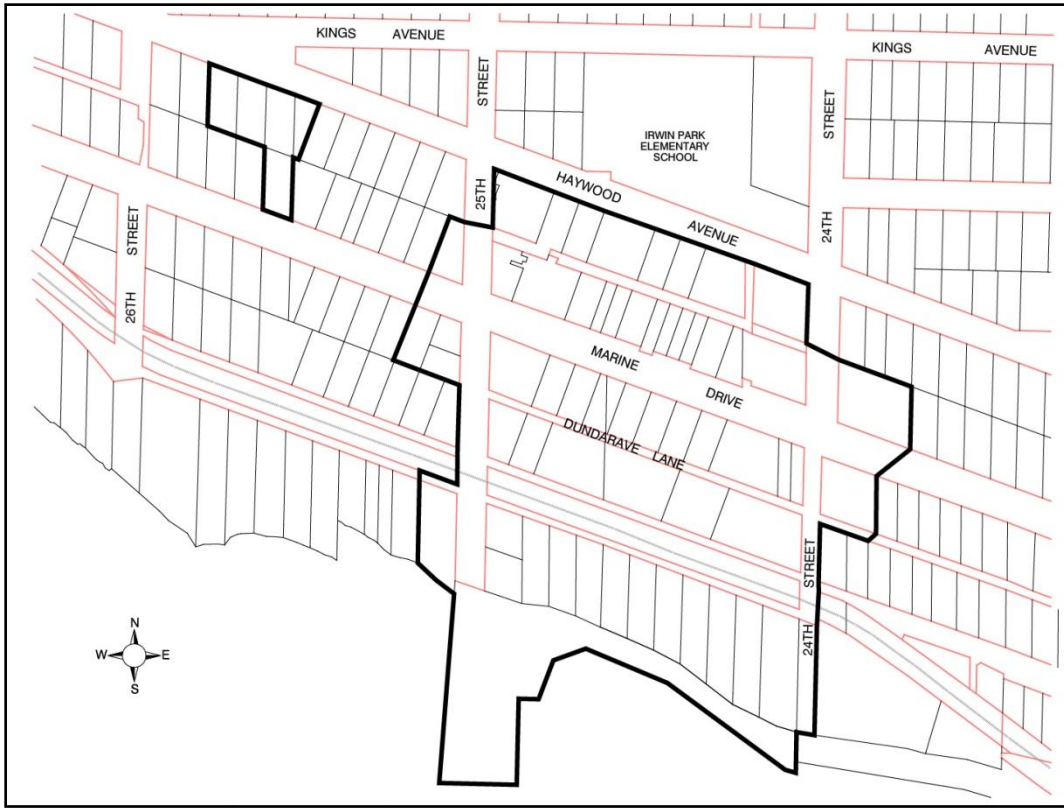 KINGS AVENUE
KINGS AVENUE
STREET
STREET
IRWIN PARK
ELEMENTARY
SCHOOL
HAYWOOD AVENUE
25TH
24TH
STREET
26TH
MARINE DRIVE
DUNDARAVE LANE
STREET
24TH
N
W E
S